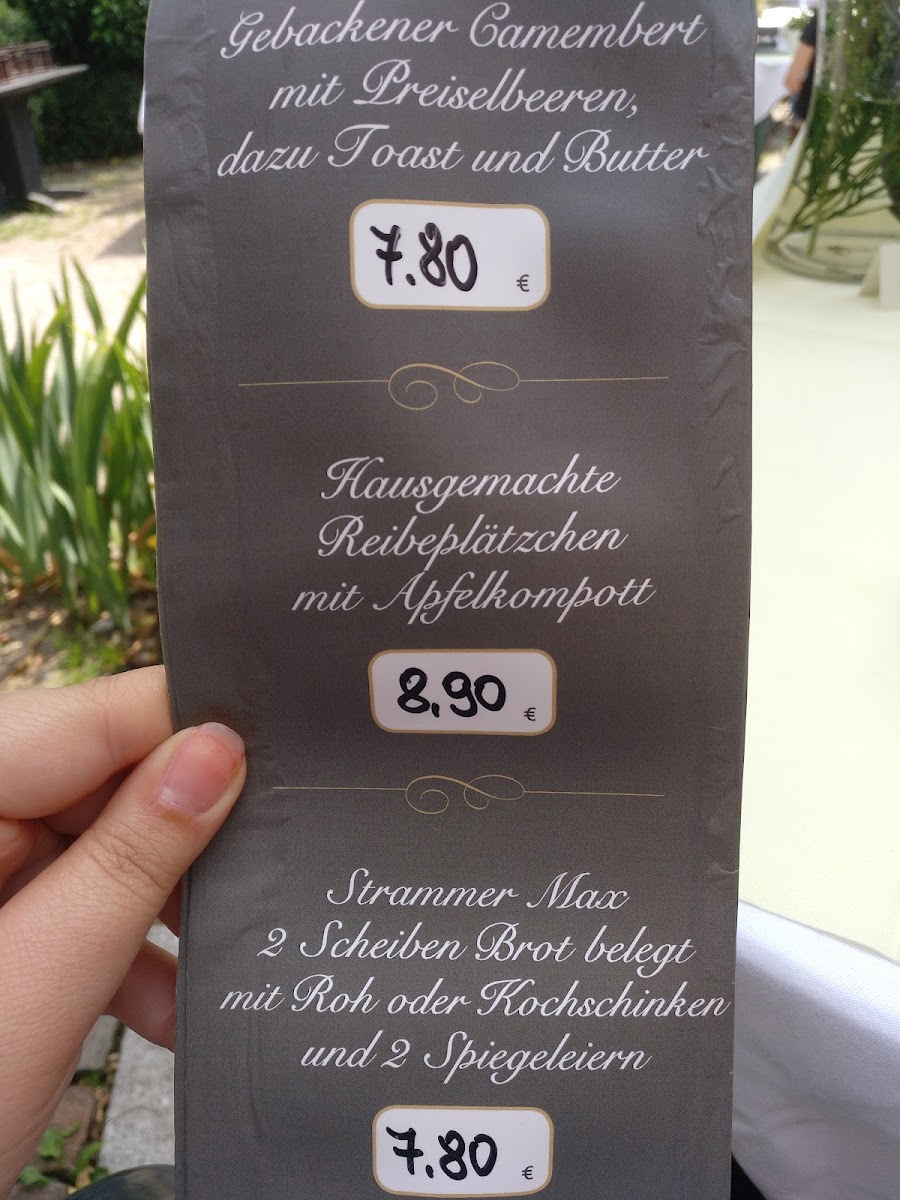 Gebackener Camembert
mit Preiselbeeren,
dazu Toast und Butter
7.80 €
Hausgemachte
Reibeplätzchen
mit Apfelkompott
8,90 €
Strammer Max
2 Scheiben Brot belegt
mit Roh oder Kochschinken
und 2 Spiegeleiern
7.80 €